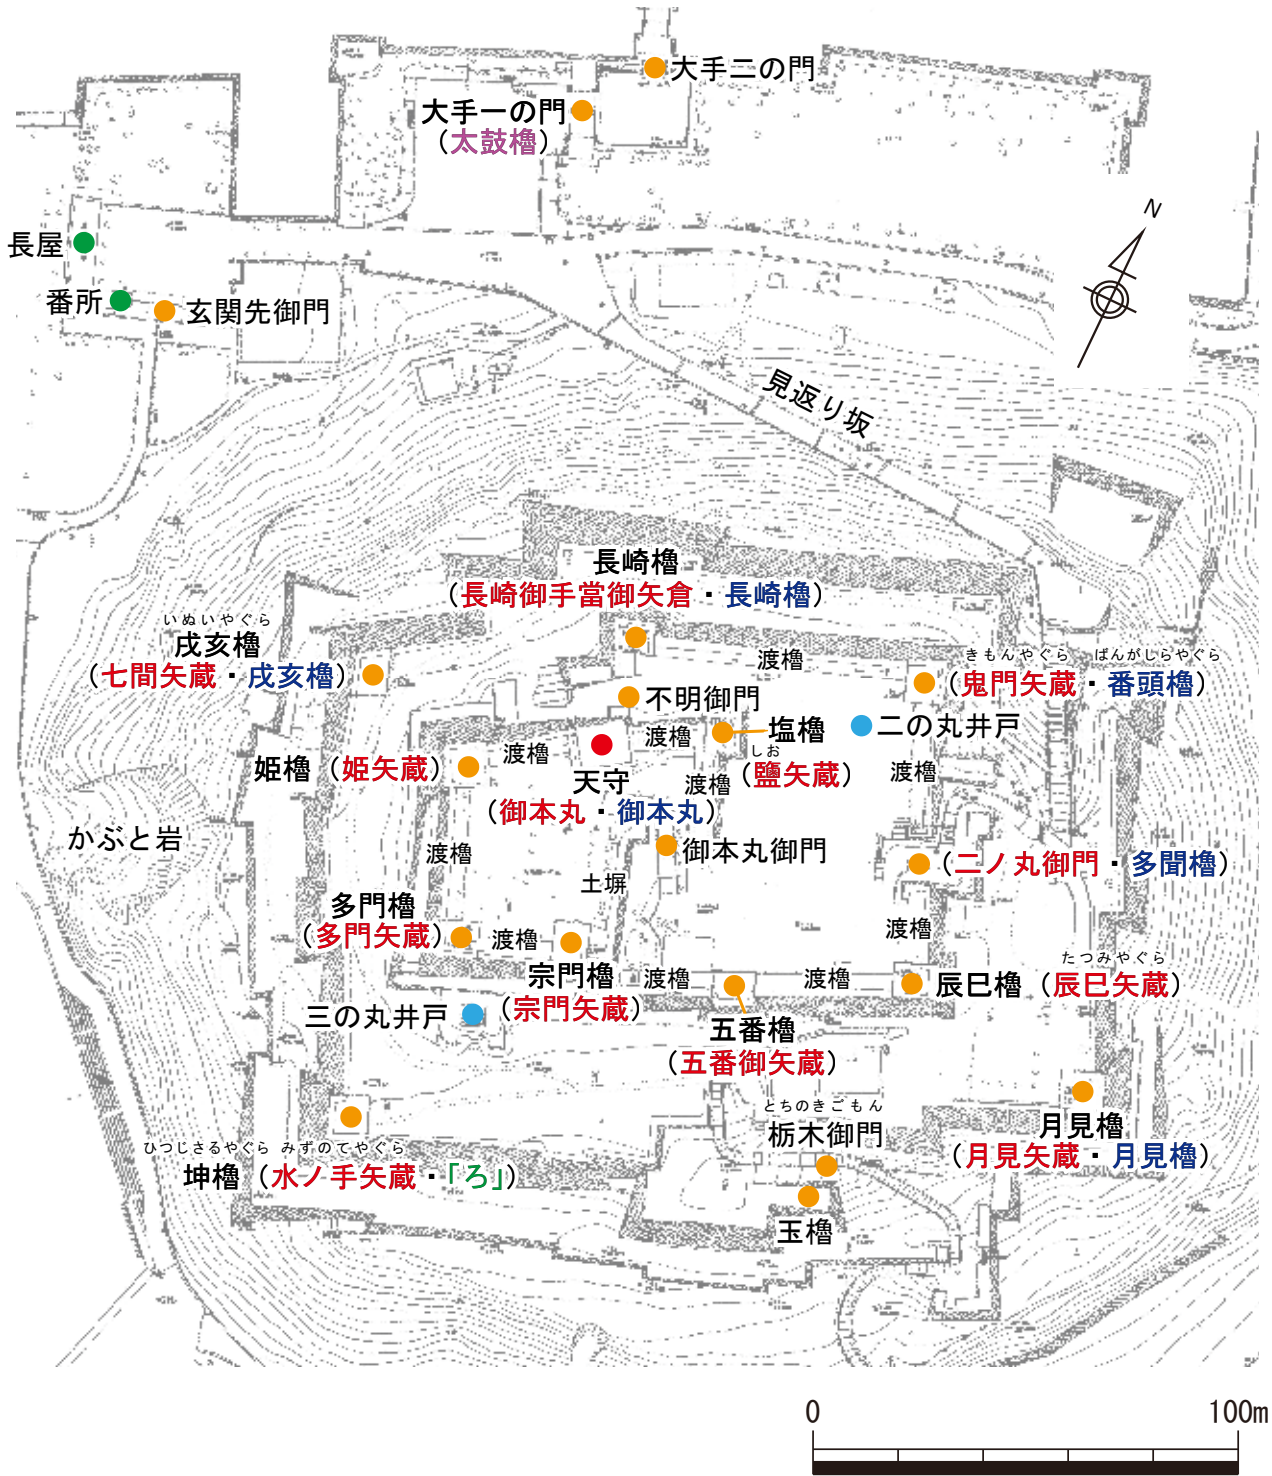 大手二の門
大手一の門
（太鼓櫓）
N
長屋
番所
玄関先御門
見返り坂
長崎櫓
（長崎御手當御矢倉・長崎櫓）
いぬいやぐら
戌亥櫓
（七間矢蔵・戌亥櫓）
渡櫓
きもんやぐら　ばんがしらやぐら
（鬼門矢蔵・番頭櫓）
不明御門
塩櫓
二の丸井戸
渡櫓
渡櫓
姫櫓（姫矢蔵）
天守
（御本丸・御本丸）
渡櫓
しお
（鹽矢蔵）
渡櫓
かぶと岩
渡櫓
御本丸御門
（二ノ丸御門・多聞櫓）
土塀
多門櫓
（多門矢蔵）
渡櫓
渡櫓
宗門櫓
（宗門矢蔵）
渡櫓
渡櫓
たつみやぐら
辰巳櫓（辰巳矢蔵）
三の丸井戸
五番櫓
（五番御矢蔵）
とちのきごもん
栃木御門
月見櫓
（月見矢蔵・月見櫓）
ひつじさるやぐら　みずのてやぐら
坤櫓（水ノ手矢蔵・「ろ」）
玉櫓
0
100m